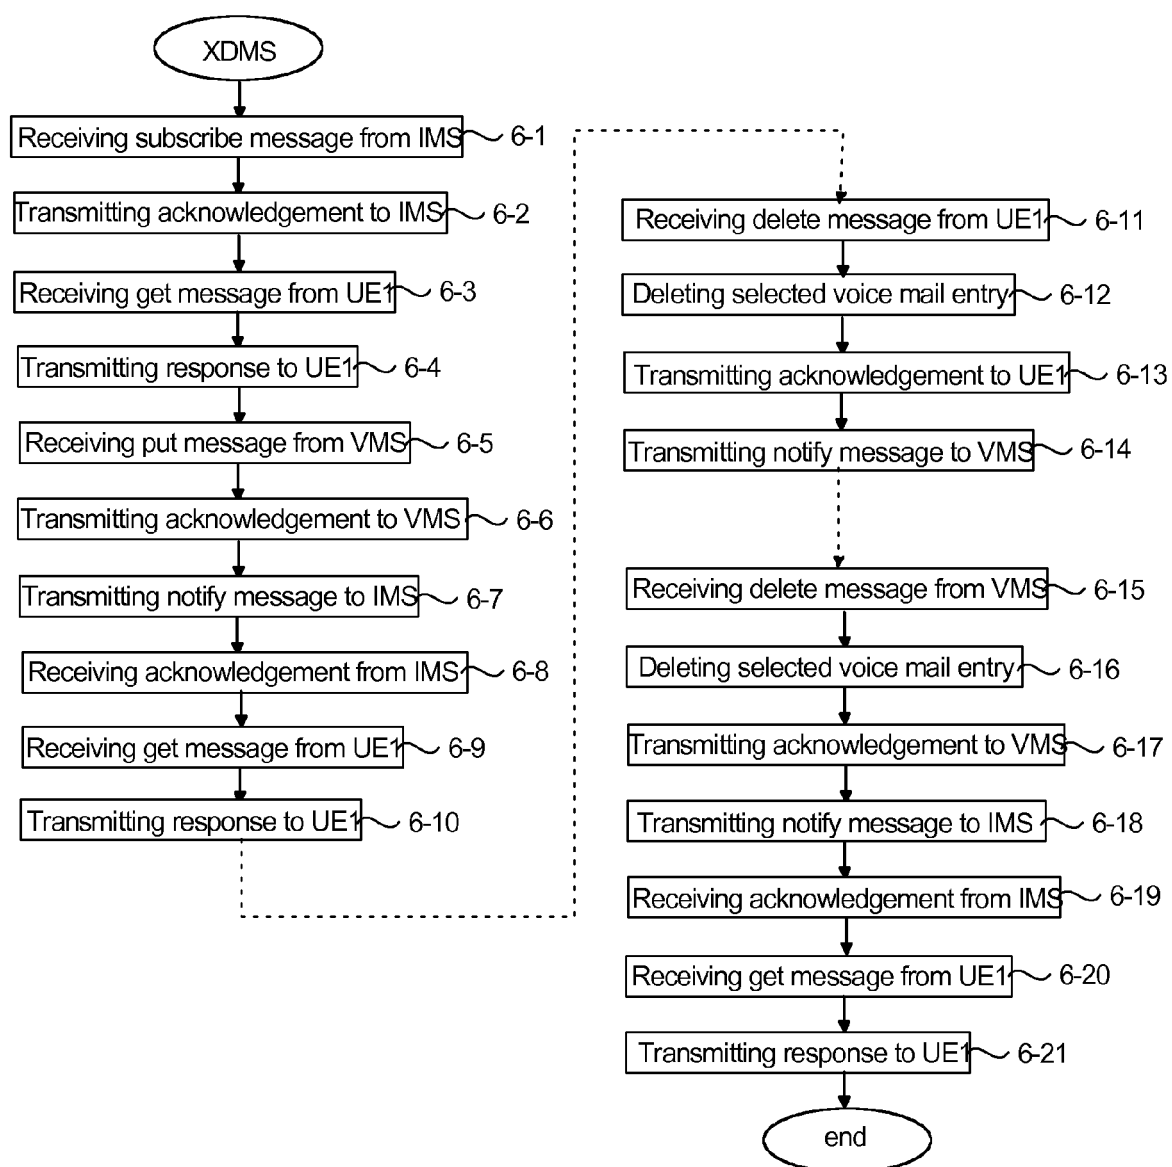 XDMS
Receiving subscribe message from IMS 6-1
Transmitting acknowledgement to IMS 6-2
Receiving get message from UE1 6-3
Transmitting response to UE1 6-4
Receiving put message from VMS 6-5
Transmitting acknowledgement to VMS 6-6
Transmitting notify message to IMS 6-7
Receiving acknowledgement from IMS 6-8
Receiving get message from UE1 6-9
Transmitting response to UE1 6-10
Receiving delete message from UE1 6-11
Deleting selected voice mail entry 6-12
Transmitting acknowledgement to UE1 6-13
Transmitting notify message to VMS 6-14
Receiving delete message from VMS 6-15
Deleting selected voice mail entry 6-16
Transmitting acknowledgement to VMS 6-17
Transmitting notify message to IMS 6-18
Receiving acknowledgement from IMS 6-19
Receiving get message from UE1 6-20
Transmitting response to UE1 6-21
end